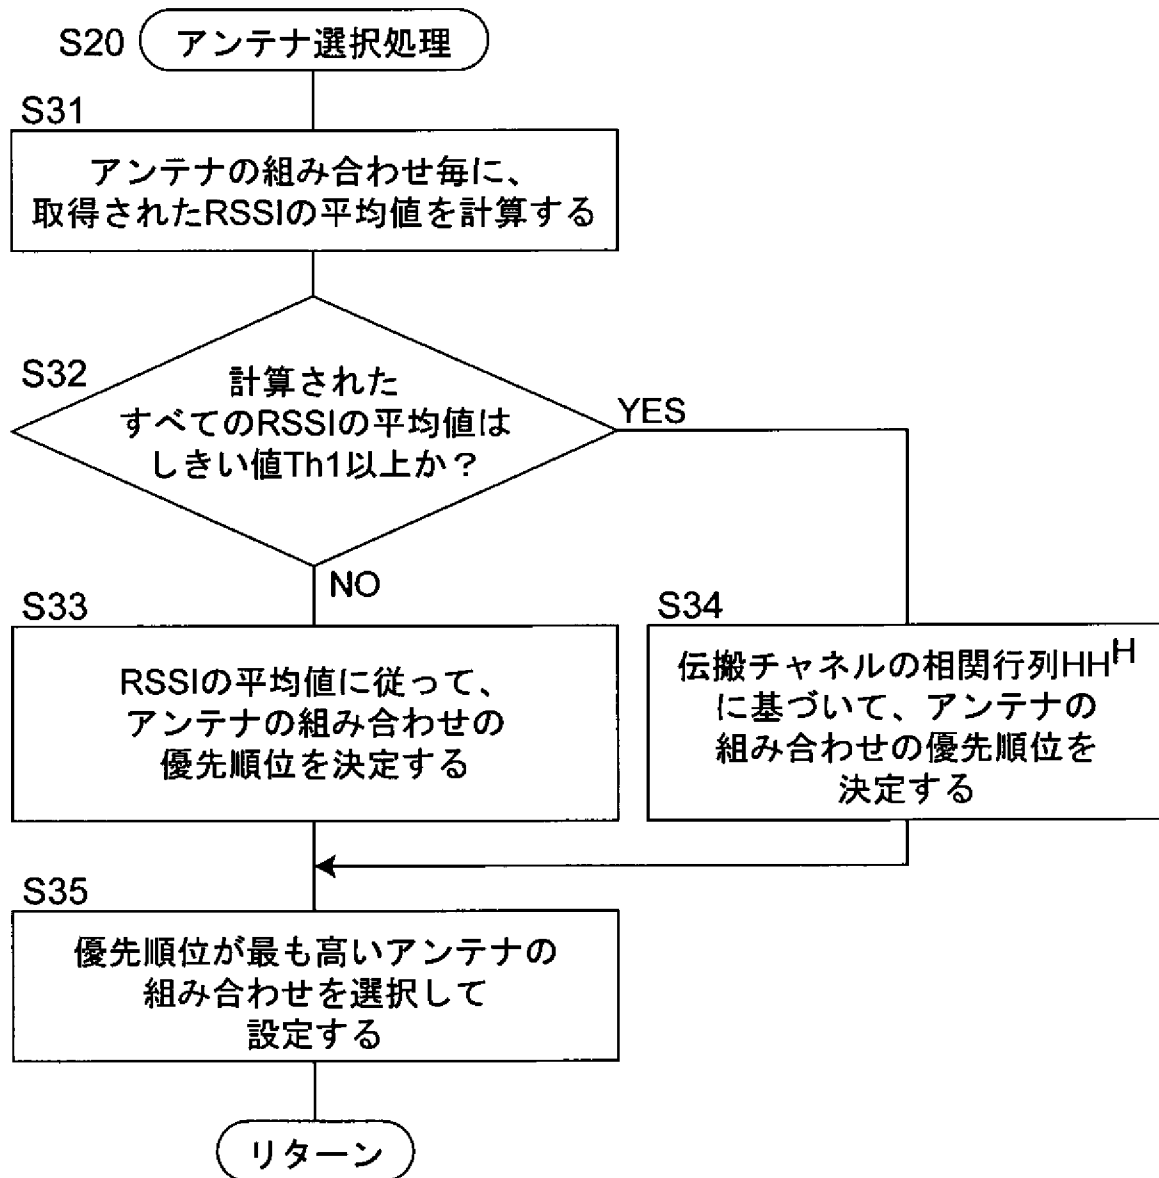 S20 アンテナ選択処理
S31
アンテナの組み合わせ毎に、
取得されたRSSIの平均値を計算する
S32
計算された
すべてのRSSIの平均値は
しきい値Th1以上か？
YES
NO
S33
RSSIの平均値に従って、
アンテナの組み合わせの
優先順位を決定する
S34
伝搬チャネルの相関行列HH^H
に基づいて、アンテナの
組み合わせの優先順位を
決定する
S35
優先順位が最も高いアンテナの
組み合わせを選択して
設定する
リターン